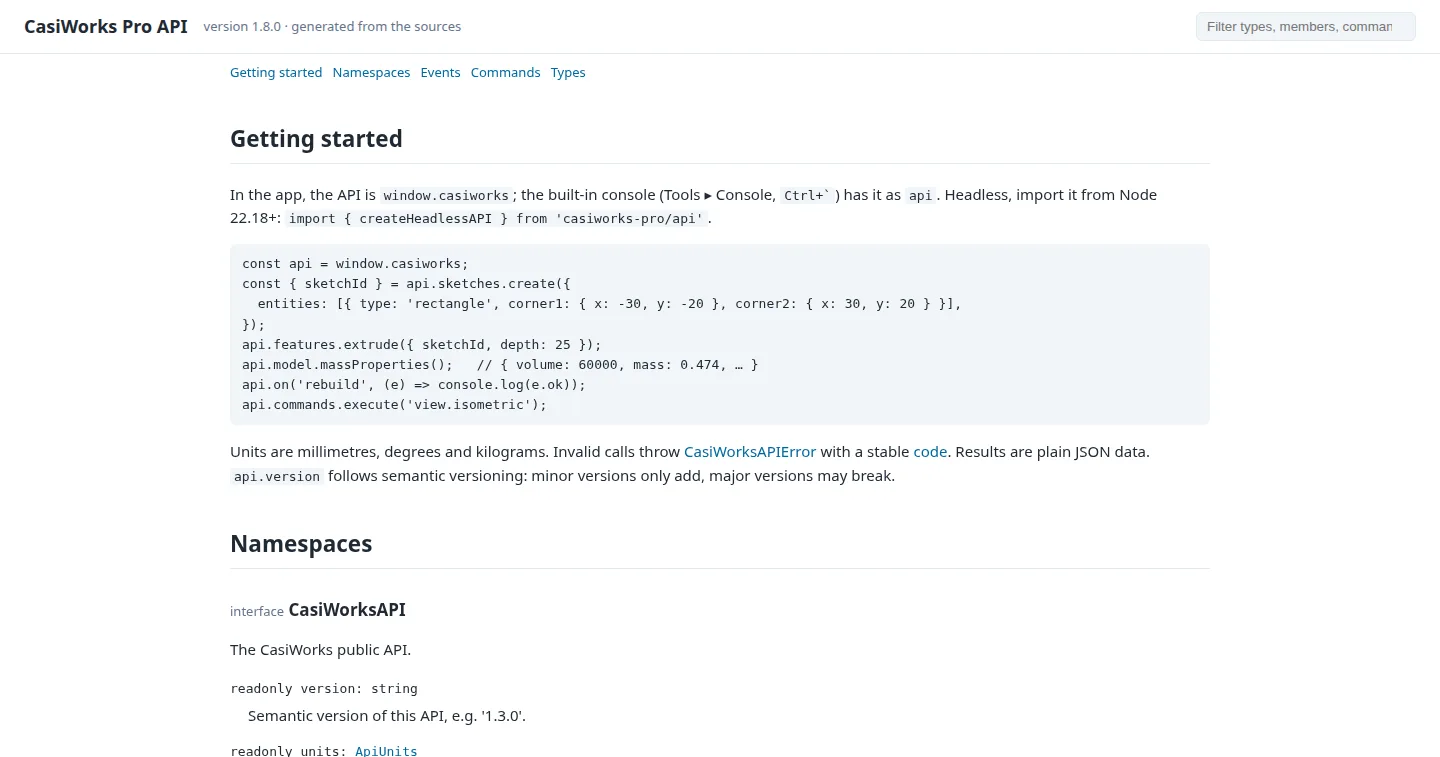 CasiWorks Pro API version 1.8.0 · generated from the sources
Filter types, members, comman
Getting started Namespaces Events Commands Types
Getting started
In the app, the API is window.casiworks; the built-in console (Tools ▸ Console, Ctrl+`) has it as api. Headless, import it from Node
22.18+: import { createHeadlessAPI } from 'casiworks-pro/api'.
const api = window.casiworks;
const { sketchId } = api.sketches.create({
  entities: [{ type: 'rectangle', corner1: { x: -30, y: -20 }, corner2: { x: 30, y: 20 } }],
});
api.features.extrude({ sketchId, depth: 25 });
api.model.massProperties();   // { volume: 60000, mass: 0.474, … }
api.on('rebuild', (e) => console.log(e.ok));
api.commands.execute('view.isometric');
Units are millimetres, degrees and kilograms. Invalid calls throw CasiWorksAPIError with a stable code. Results are plain JSON data.
api.version follows semantic versioning: minor versions only add, major versions may break.
Namespaces
interface CasiWorksAPI
The CasiWorks public API.
readonly version: string
Semantic version of this API, e.g. '1.3.0'.
readonly units: ApiUnits